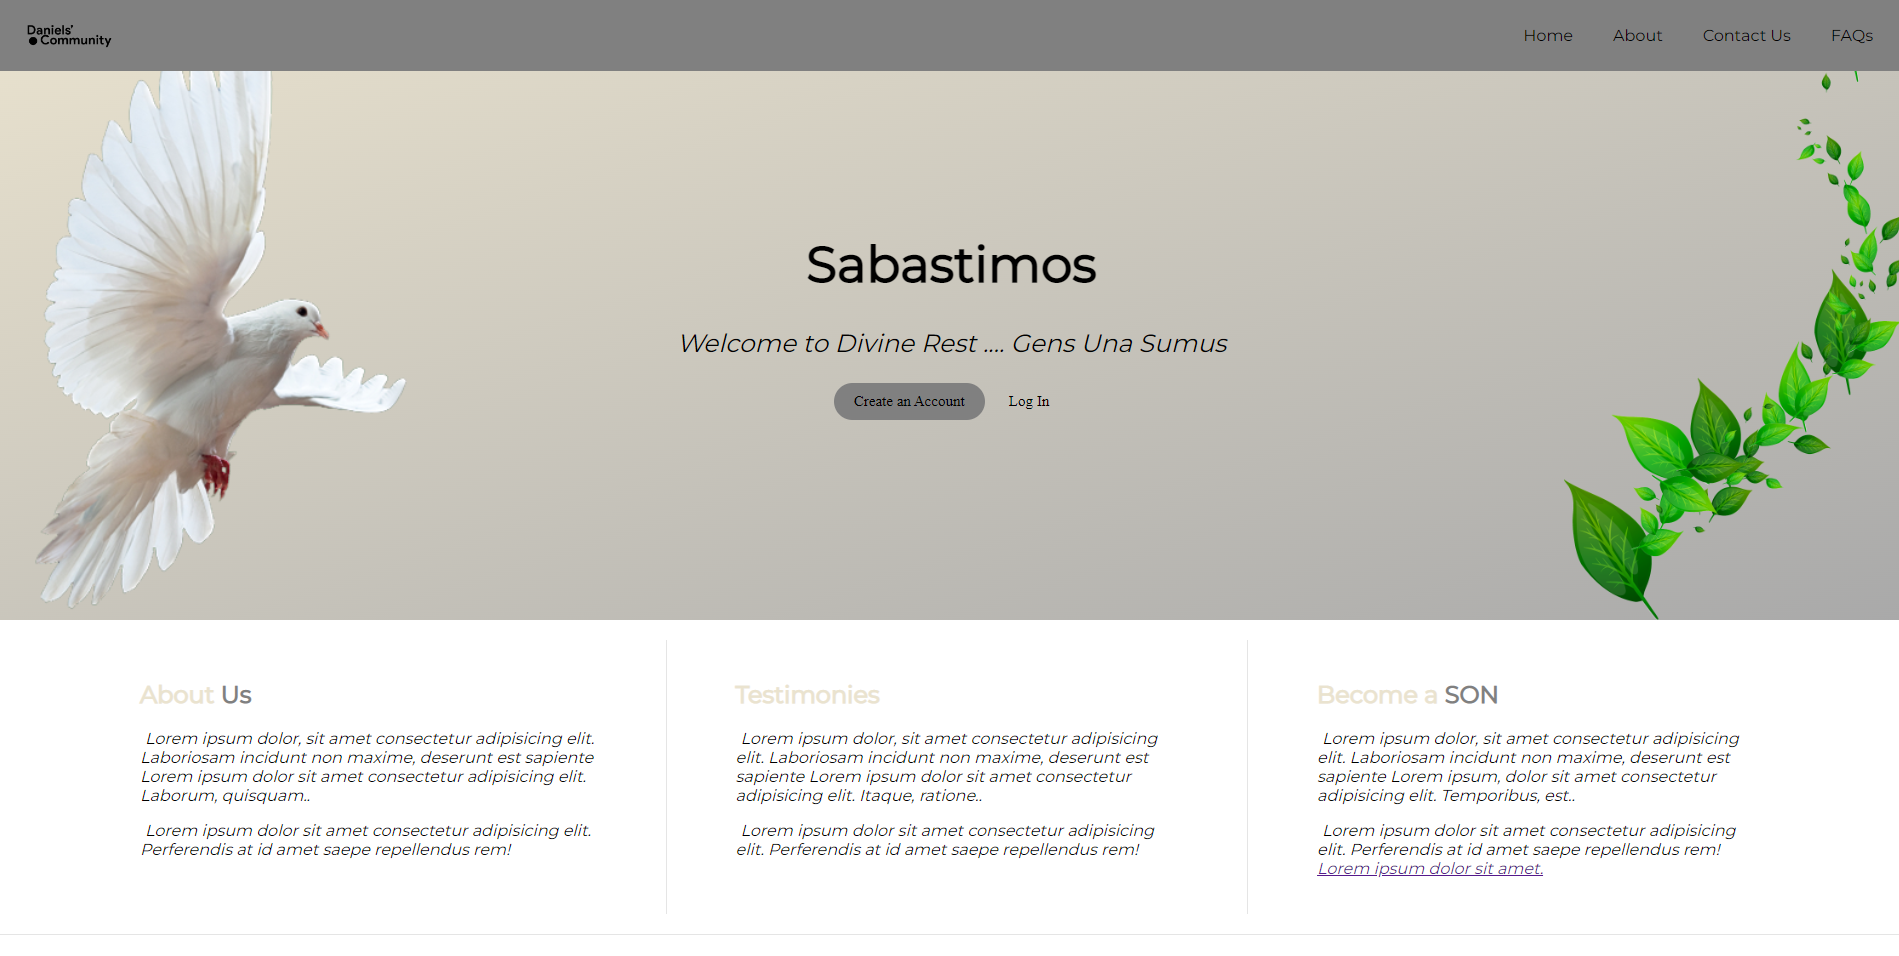 Daniels'
Community
Home About Contact Us FAQs
Sabastimos
Welcome to Divine Rest .... Gens Una Sumus
Create an Account Log In
About Us
Lorem ipsum dolor, sit amet consectetur adipisicing elit.
Laboriosam incidunt non maxime, deserunt est sapiente
Lorem ipsum dolor sit amet consectetur adipisicing elit.
Laborum, quisquam..
Lorem ipsum dolor sit amet consectetur adipisicing elit.
Perferendis at id amet saepe repellendus rem!
Testimonies
Lorem ipsum dolor, sit amet consectetur adipisicing
elit. Laboriosam incidunt non maxime, deserunt est
sapiente Lorem ipsum dolor sit amet consectetur
adipisicing elit. Itaque, ratione..
Lorem ipsum dolor sit amet consectetur adipisicing
elit. Perferendis at id amet saepe repellendus rem!
Become a SON
Lorem ipsum dolor, sit amet consectetur adipisicing
elit. Laboriosam incidunt non maxime, deserunt est
sapiente Lorem ipsum, dolor sit amet consectetur
adipisicing elit. Temporibus, est..
Lorem ipsum dolor sit amet consectetur adipisicing
elit. Perferendis at id amet saepe repellendus rem!
Lorem ipsum dolor sit amet.